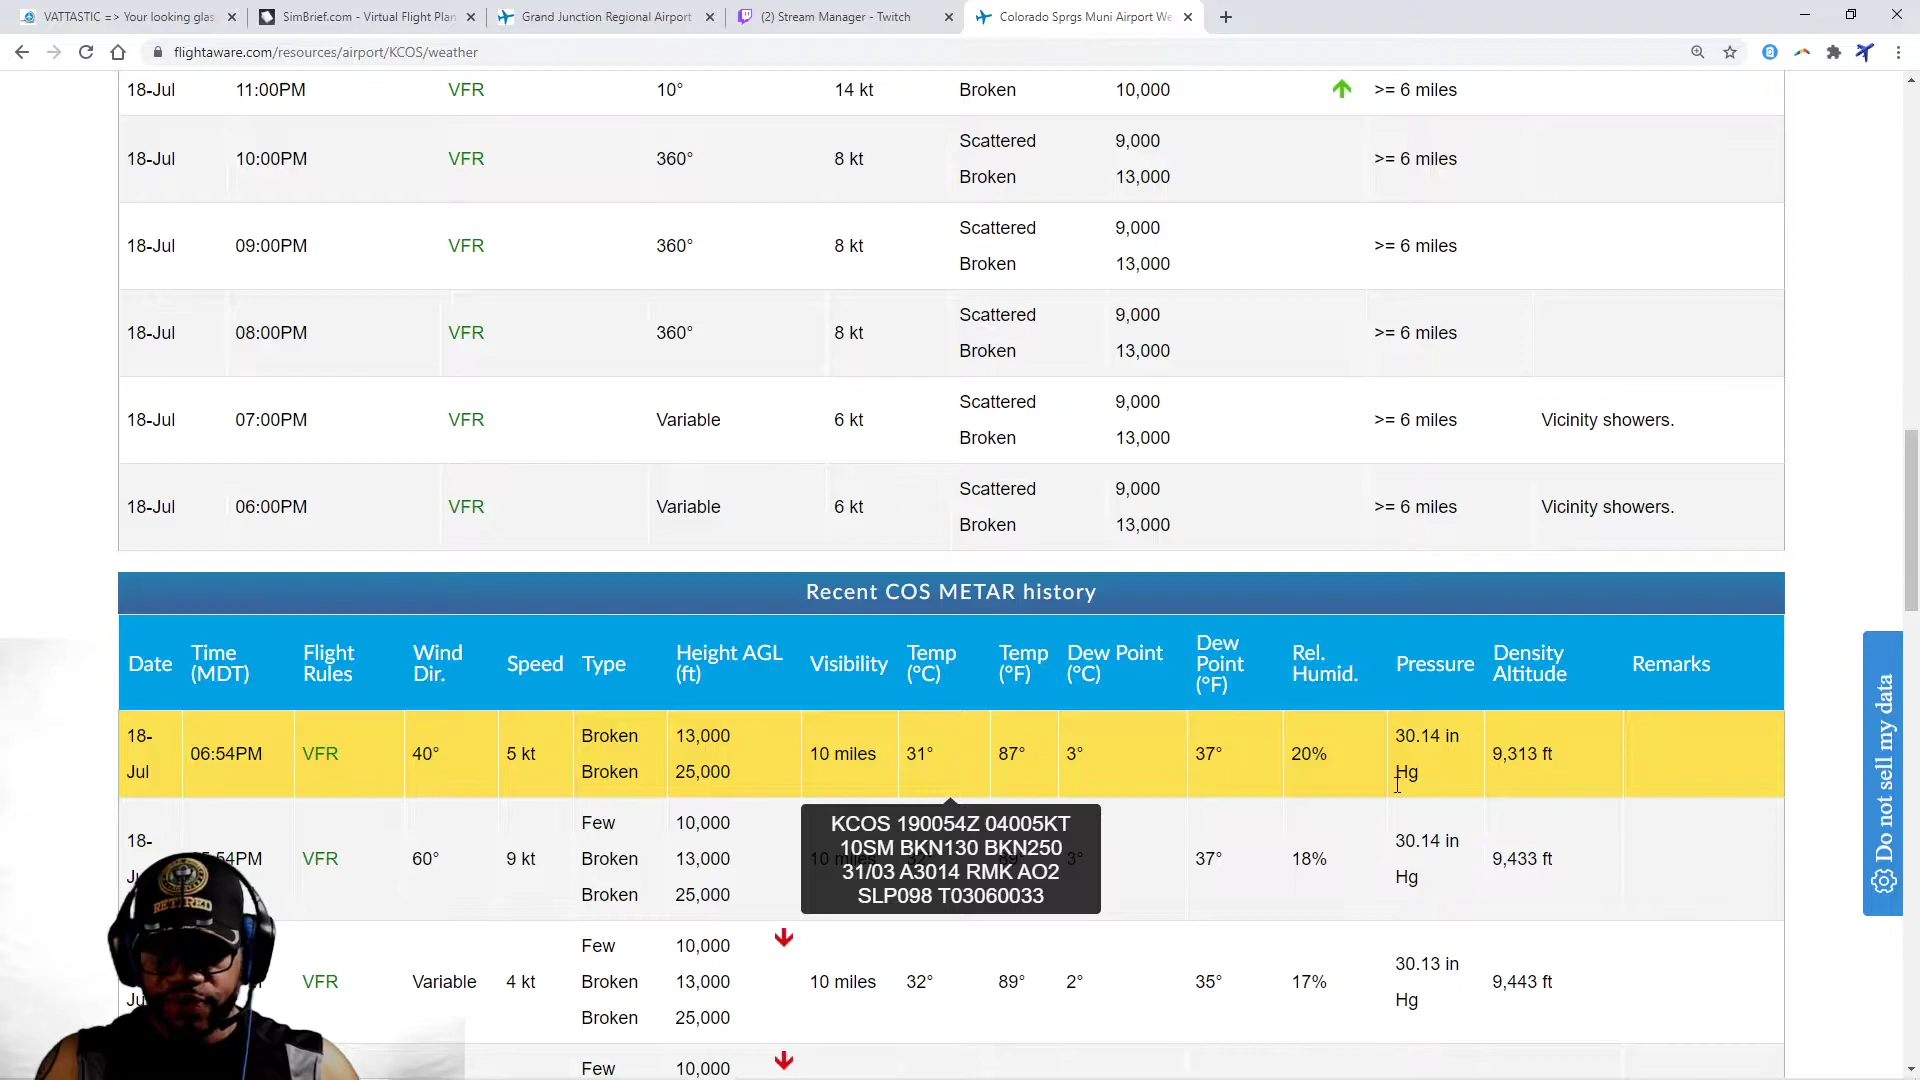 VATTASTIC => Your looking glas
SimBrief.com - Virtual Flight Plan
Grand Junction Regional Airport
(2) Stream Manager - Twitch
Colorado Sprgs Muni Airport We
flightaware.com/resources/airport/KCOS/weather
18-Jul 11:00PM VFR 10° 14 kt Broken 10,000 >= 6 miles
18-Jul 10:00PM VFR 360° 8 kt Scattered 9,000 >= 6 miles
Broken 13,000
18-Jul 09:00PM VFR 360° 8 kt Scattered 9,000 >= 6 miles
Broken 13,000
18-Jul 08:00PM VFR 360° 8 kt Scattered 9,000 >= 6 miles
Broken 13,000
18-Jul 07:00PM VFR Variable 6 kt Scattered 9,000 >= 6 miles Vicinity showers.
Broken 13,000
18-Jul 06:00PM VFR Variable 6 kt Scattered 9,000 >= 6 miles Vicinity showers.
Broken 13,000
Recent COS METAR history
Date Time (MDT) Flight Rules Wind Dir. Speed Type Height AGL (ft) Visibility Temp (°C) Temp (°F) Dew Point (°C) Dew Point (°F) Rel. Humid. Pressure Density Altitude Remarks
18-Jul 06:54PM VFR 40° 5 kt Broken 13,000 10 miles 31° 87° 3° 37° 20% 30.14 in Hg 9,313 ft
Broken 25,000
KCOS 190054Z 04005KT
10SM BKN130 BKN250
31/03 A3014 RMK AO2
SLP098 T03060033
18- 54PM VFR 60° 9 kt Few 10,000 10 miles 32° 89° 3° 37° 18% 30.14 in Hg 9,433 ft
Broken 13,000
Broken 25,000
VFR Variable 4 kt Few 10,000 10 miles 32° 89° 2° 35° 17% 30.13 in Hg 9,443 ft
Broken 13,000
Broken 25,000
Few 10,000
RETIRED
Do not sell my data